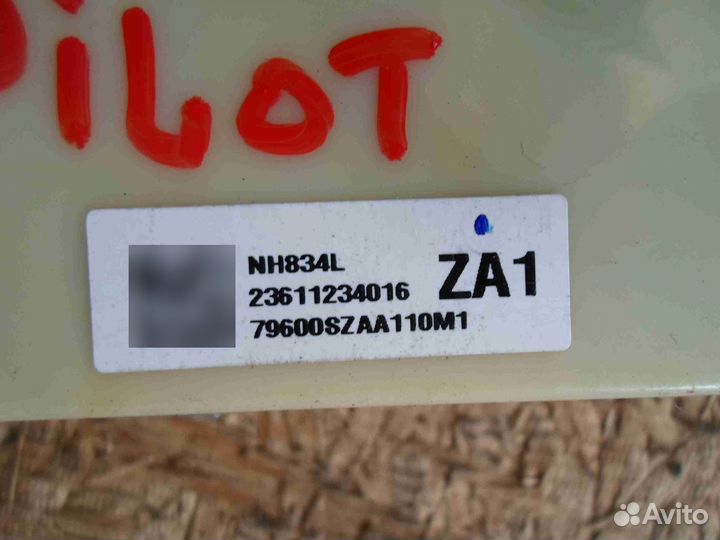 PiLOT
NH834L
23611234016
79600SZAA110M1
ZA1
Avito